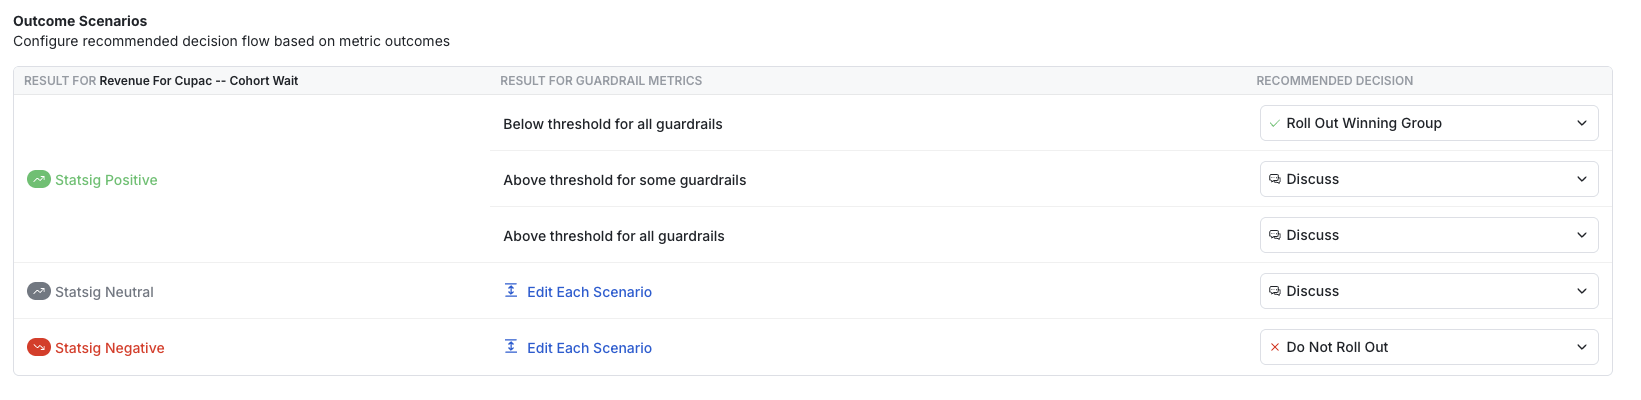 Outcome Scenarios
Configure recommended decision flow based on metric outcomes
RESULT FOR Revenue For Cupac -- Cohort Wait RESULT FOR GUARDRAIL METRICS RECOMMENDED DECISION
Below threshold for all guardrails Roll Out Winning Group
Statsig Positive Above threshold for some guardrails Discuss
Above threshold for all guardrails Discuss
Statsig Neutral Edit Each Scenario Discuss
Statsig Negative Edit Each Scenario Do Not Roll Out